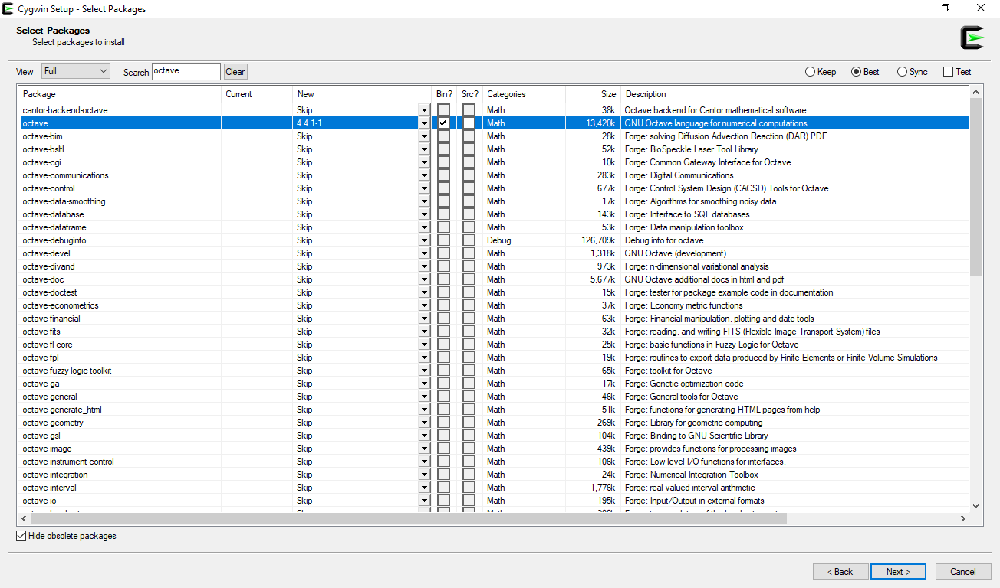 Cygwin Setup - Select Packages
Select Packages
Select packages to install
View Full Search octave Clear Keep Best Sync Test
Package Current New Bin? Src? Categories Size Description
cantor-backend-octave Skip Math 38k Octave backend for Cantor mathematical software
octave 4.4.1-1 Math 13,420k GNU Octave language for numerical computations
octave-bim Skip Math 28k Forge: solving Diffusion Advection Reaction (DAR) PDE
octave-bsltl Skip Math 52k Forge: BioSpeckle Laser Tool Library
octave-cgi Skip Math 10k Forge: Common Gateway Interface for Octave
octave-communications Skip Math 283k Forge: Digital Communications
octave-control Skip Math 677k Forge: Control System Design (CACSD) Tools for Octave
octave-data-smoothing Skip Math 17k Forge: Algorithms for smoothing noisy data
octave-database Skip Math 143k Forge: Interface to SQL databases
octave-dataframe Skip Math 53k Forge: Data manipulation toolbox
octave-debuginfo Skip Debug 126,709k Debug info for octave
octave-devel Skip Math 1,318k GNU Octave (development)
octave-divand Skip Math 973k Forge: n-dimensional variational analysis
octave-doc Skip Math 5,677k GNU Octave additional docs in html and pdf
octave-doctest Skip Math 15k Forge: tester for package example code in documentation
octave-econometrics Skip Math 37k Forge: Economy metric functions
octave-financial Skip Math 63k Forge: Financial manipulation, plotting and date tools
octave-fits Skip Math 32k Forge: reading, and writing FITS (Flexible Image Transport System) files
octave-fl-core Skip Math 25k Forge: basic functions in Fuzzy Logic for Octave
octave-fpl Skip Math 19k Forge: routines to export data produced by Finite Elements or Finite Volume Simulations
octave-fuzzy-logic-toolkit Skip Math 65k Forge: toolkit for Octave
octave-ga Skip Math 17k Forge: Genetic optimization code
octave-general Skip Math 46k Forge: General tools for Octave
octave-generate_html Skip Math 51k Forge: functions for generating HTML pages from help
octave-geometry Skip Math 269k Forge: Library for geometric computing
octave-gsl Skip Math 104k Forge: Binding to GNU Scientific Library
octave-image Skip Math 439k Forge: provides functions for processing images
octave-instrument-control Skip Math 106k Forge: Low level I/O functions for interfaces.
octave-integration Skip Math 24k Forge: Numerical Integration Toolbox
octave-interval Skip Math 1,776k Forge: real-valued interval arithmetic
octave-io Skip Math 195k Forge: Input/Output in external formats
Hide obsolete packages
< Back Next > Cancel